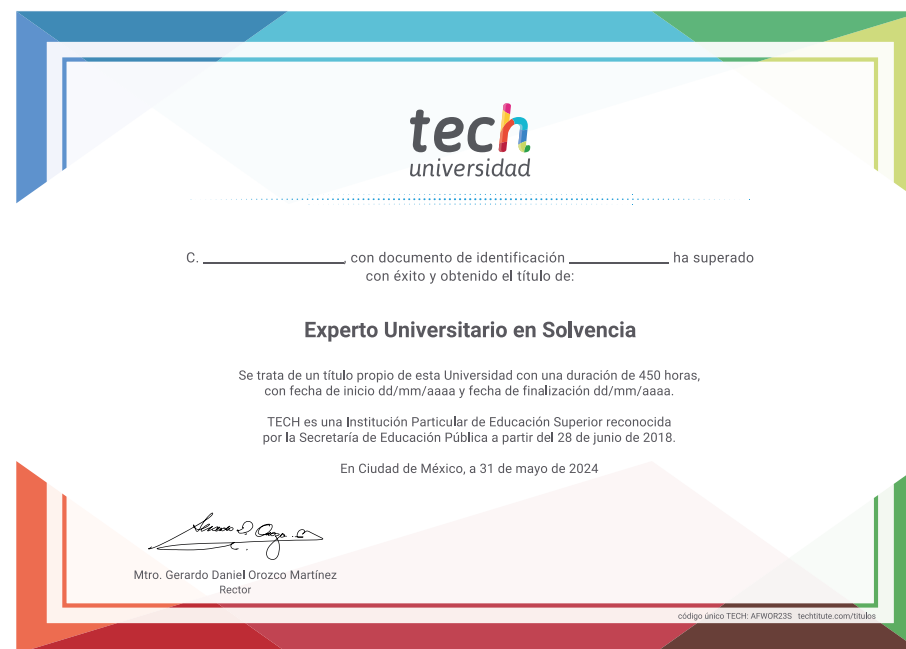 tech
universidad
C. ____________________, con documento de identificación ______________ ha superado
con éxito y obtenido el título de:
Experto Universitario en Solvencia
Se trata de un título propio de esta Universidad con una duración de 450 horas,
con fecha de inicio dd/mm/aaaa y fecha de finalización dd/mm/aaaa.
TECH es una Institución Particular de Educación Superior reconocida
por la Secretaría de Educación Pública a partir del 28 de junio de 2018.
En Ciudad de México, a 31 de mayo de 2024
Mtro. Gerardo Daniel Orozco Martínez
Rector
código único TECH: AFWOR23S techtitute.com/titulos